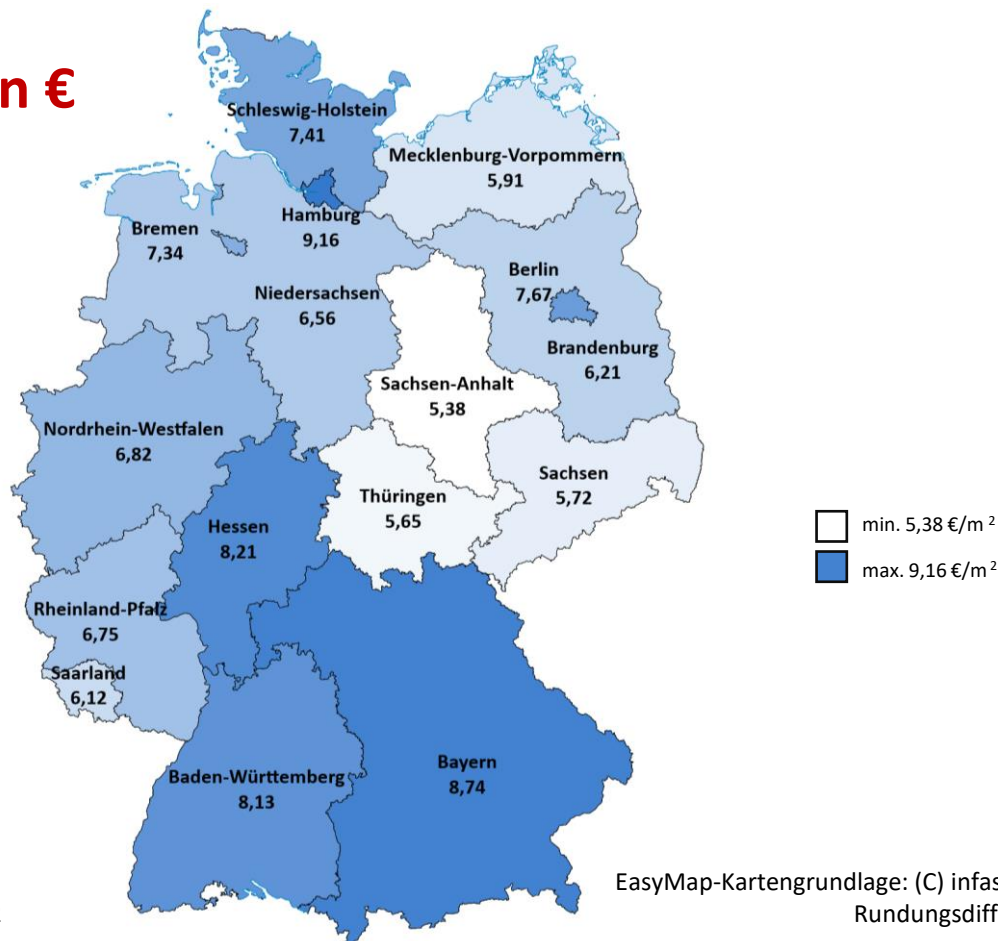 n €
Schleswig-Holstein
7,41
Mecklenburg-Vorpommern
5,91
Hamburg
9,16
Bremen
7,34
Berlin
7,67
Niedersachsen
6,56
Brandenburg
6,21
Sachsen-Anhalt
5,38
Nordrhein-Westfalen
6,82
Sachsen
5,72
Thüringen
5,65
Hessen
8,21
min. 5,38 €/m²
max. 9,16 €/m²
Rheinland-Pfalz
6,75
Saarland
6,12
Bayern
8,74
Baden-Württemberg
8,13
EasyMap-Kartengrundlage: (C) infas
Rundungsdiff